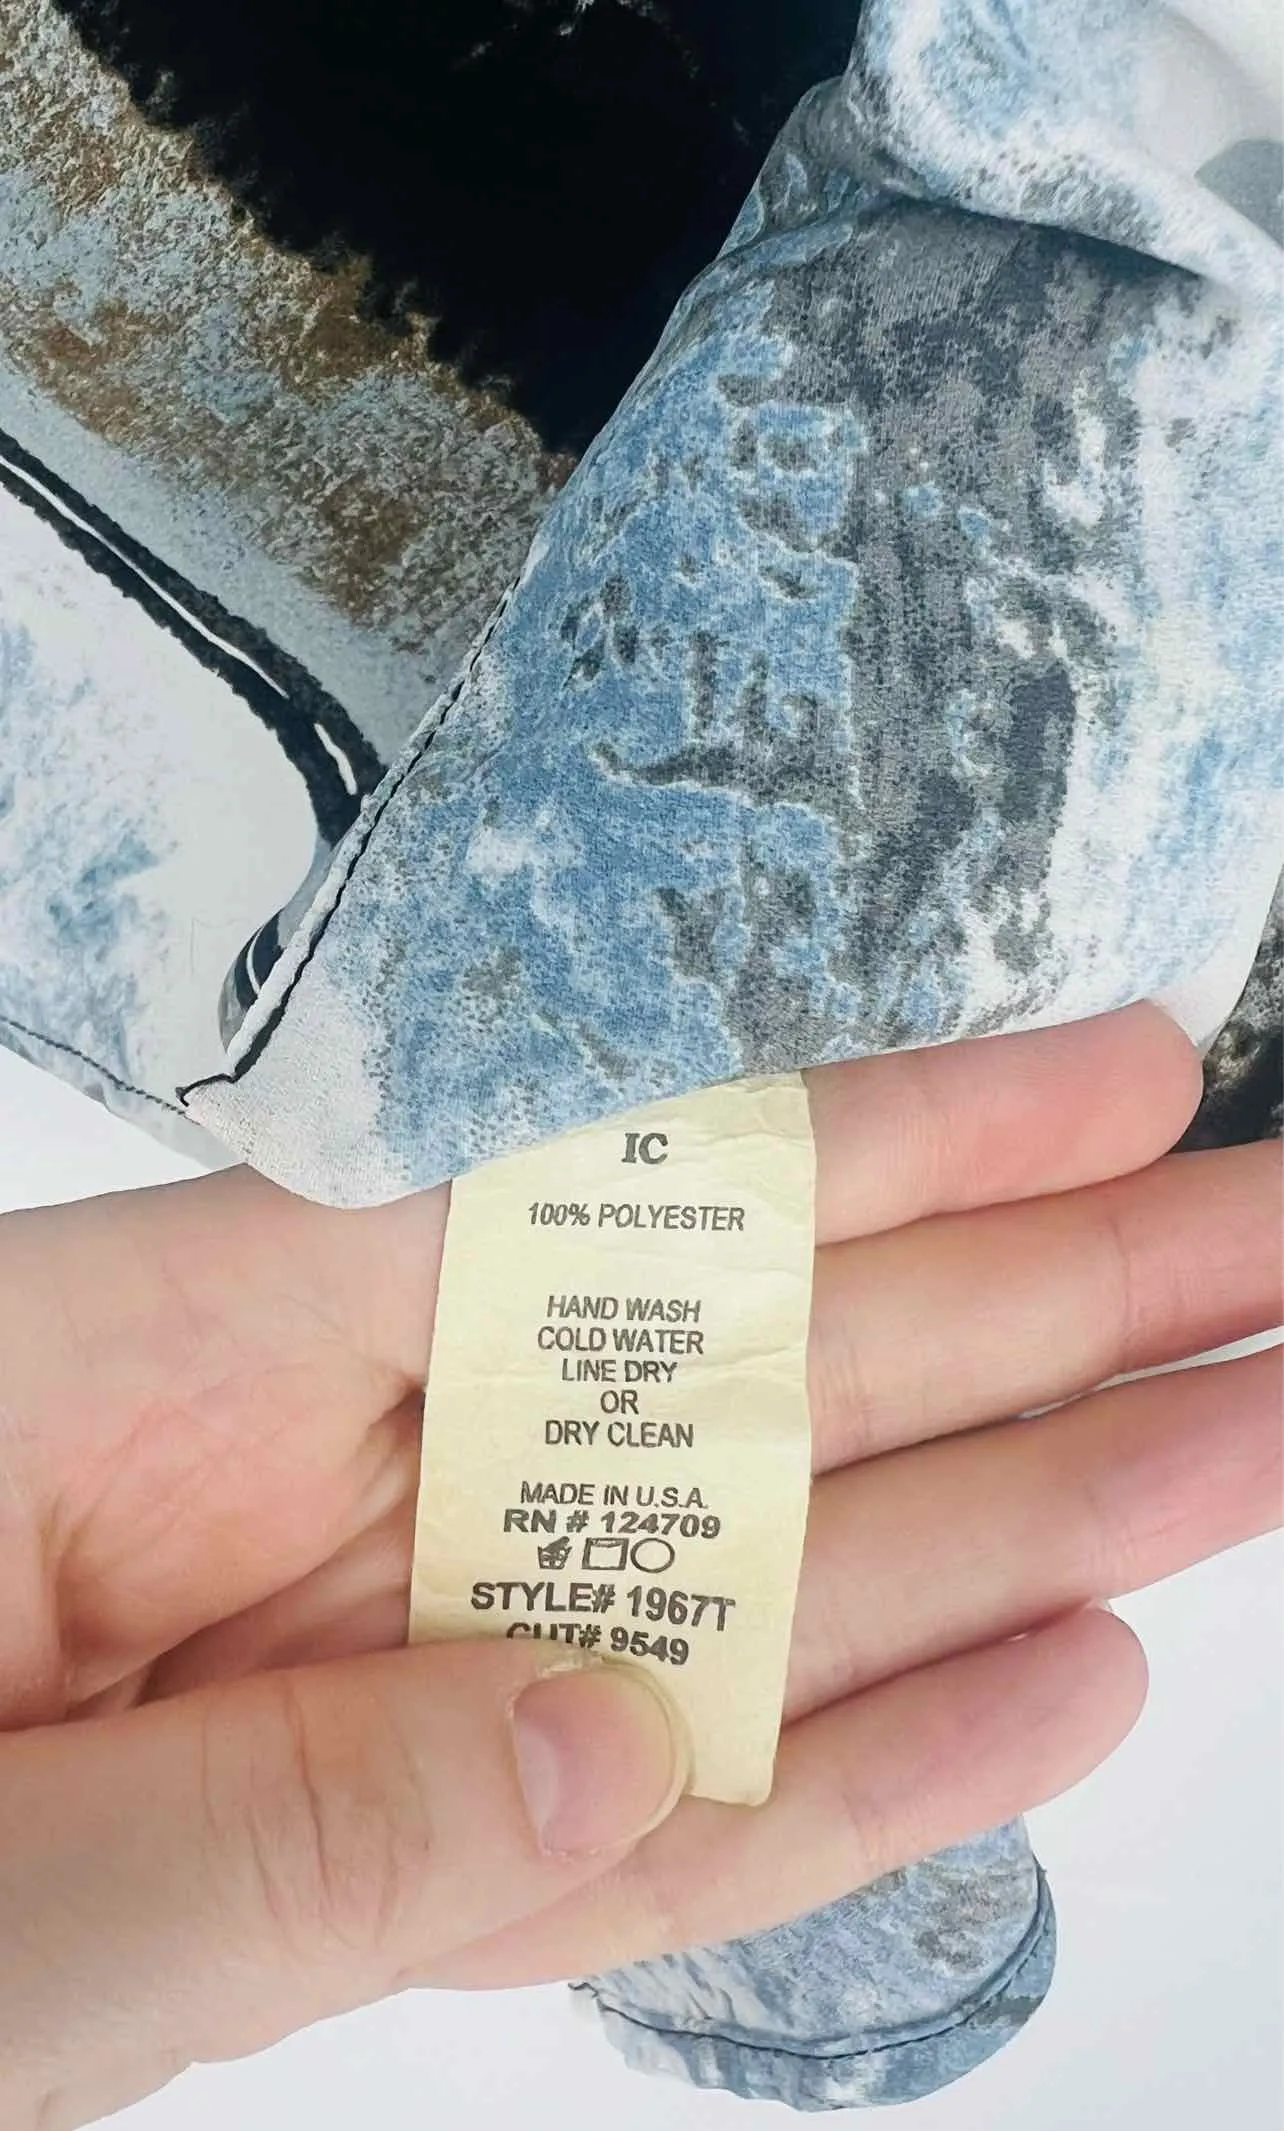 IC
100% POLYESTER
HAND WASH
COLD WATER
LINE DRY
OR
DRY CLEAN
MADE IN U.S.A.
RN # 124709
STYLE# 1967T
CUT# 9549